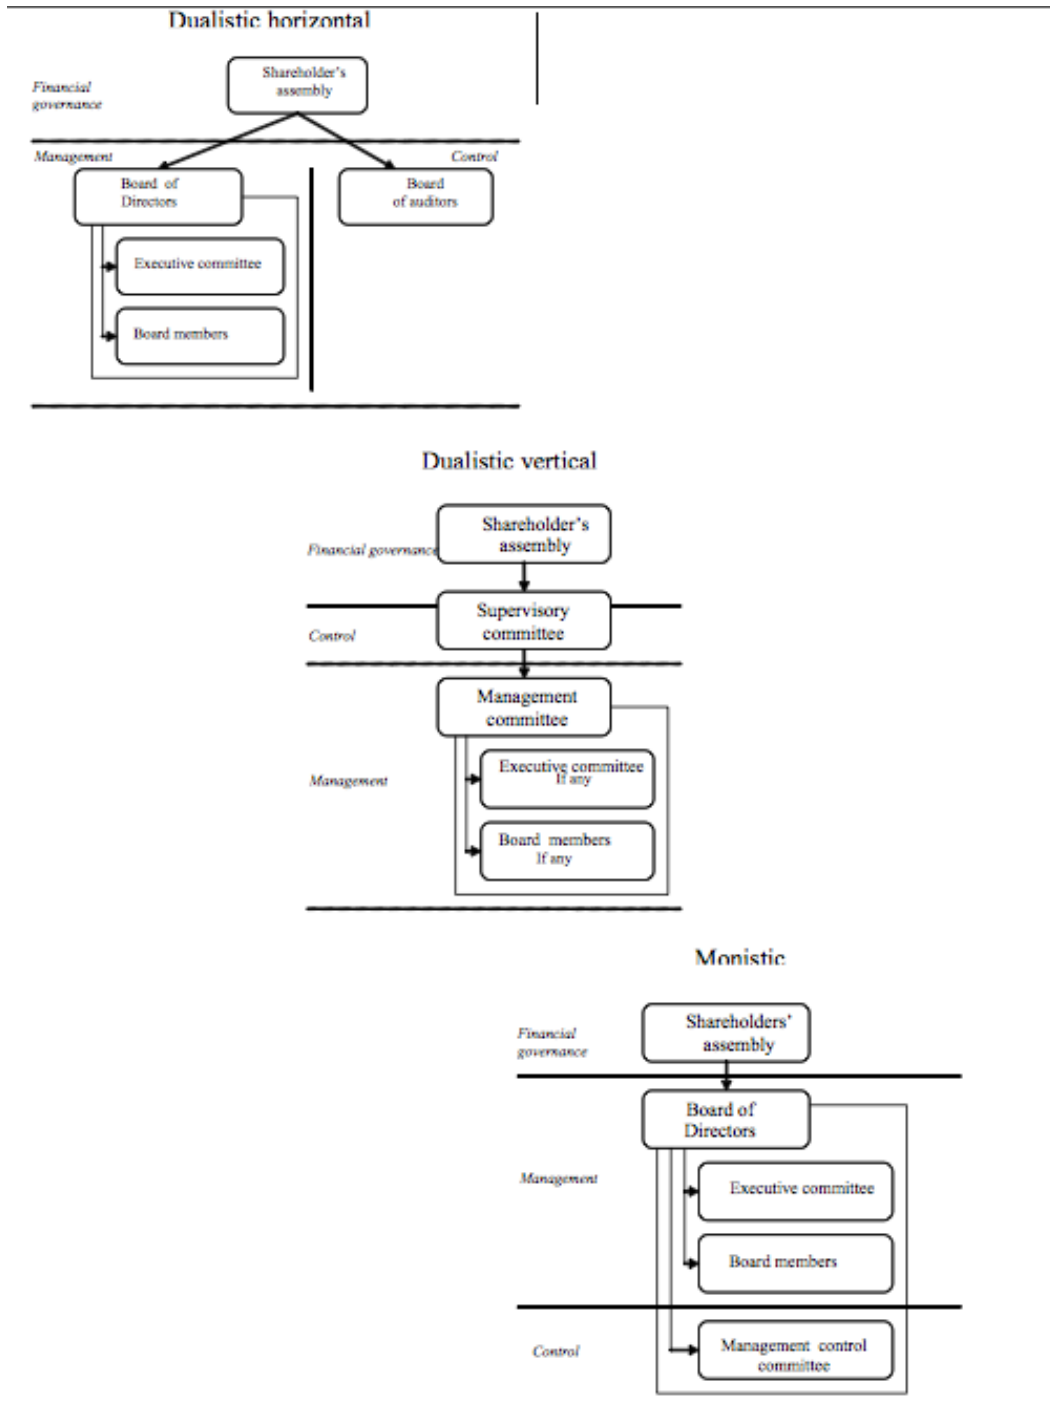 Dualistic horizontal
Shareholder's
assembly
Financial
governance
Management
Control
Board of
Directors
Board
of auditors
Executive committee
Board members
Dualistic vertical
Shareholder's
assembly
Financial governance
Supervisory
committee
Control
Management
committee
Executive committee
If any
Management
Board members
If any
Monistic
Shareholders'
assembly
Financial
governance
Board of
Directors
Management
Executive committee
Board members
Control
Management control
committee